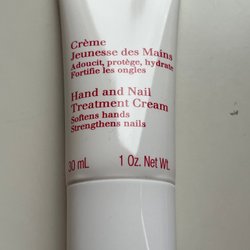 Crème
Jeunesse des Mains
Adoucit, protège, hydrate
Fortifie les ongles
Hand and Nail
Treatment Cream
Softens hands
Strengthens nails
30 mL 1 Oz. Net Wt.